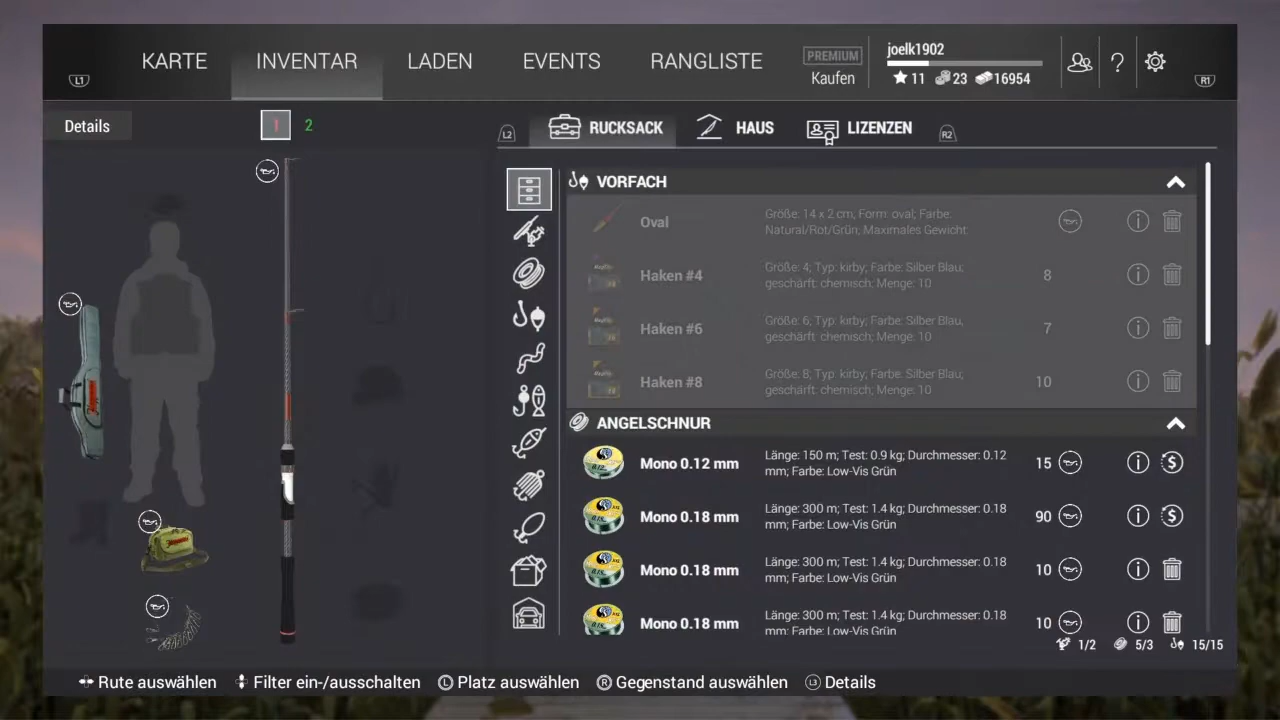 L1
KARTE
INVENTAR
LADEN
EVENTS
RANGLISTE
PREMIUM
Kaufen
joelk1902
11
23
16954
?
R1
Details
1
2
L2
RUCKSACK
HAUS
LIZENZEN
R2
VORFACH
Oval
Größe: 14 x 2 cm, Form: oval; Farbe:
Natural/Rot/Grün; Maximales Gewicht:
Haken #4
Größe: 4; Typ: kirby; Farbe: Silber Blau;
geschärft: chemisch; Menge: 10
8
Haken #6
Größe: 6; Typ: kirby; Farbe: Silber Blau;
geschärft: chemisch; Menge: 10
7
Haken #8
Größe: 8; Typ: kirby; Farbe: Silber Blau;
geschärft: chemisch; Menge: 10
10
ANGELSCHNUR
Mono 0.12 mm
Länge: 150 m; Test: 0.9 kg; Durchmesser: 0.12
mm; Farbe: Low-Vis Grün
15
Mono 0.18 mm
Länge: 300 m; Test: 1.4 kg; Durchmesser: 0.18
mm; Farbe: Low-Vis Grün
90
Mono 0.18 mm
Länge: 300 m; Test: 1.4 kg; Durchmesser: 0.18
mm; Farbe: Low-Vis Grün
10
Mono 0.18 mm
Länge: 300 m; Test: 1.4 kg; Durchmesser: 0.18
mm; Farbe: Low-Vis Grün
10
1/2
5/3
15/15
Rute auswählen
Filter ein-/ausschalten
L Platz auswählen
R Gegenstand auswählen
L3 Details